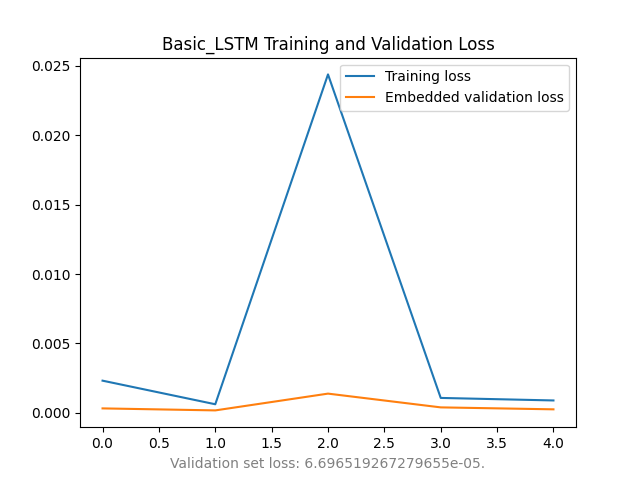 Basic_LSTM Training and Validation Loss
Training loss
Embedded validation loss
0.025
0.020
0.015
0.010
0.005
0.000
0.0 0.5 1.0 1.5 2.0 2.5 3.0 3.5 4.0
Validation set loss: 6.696519267279655e-05.